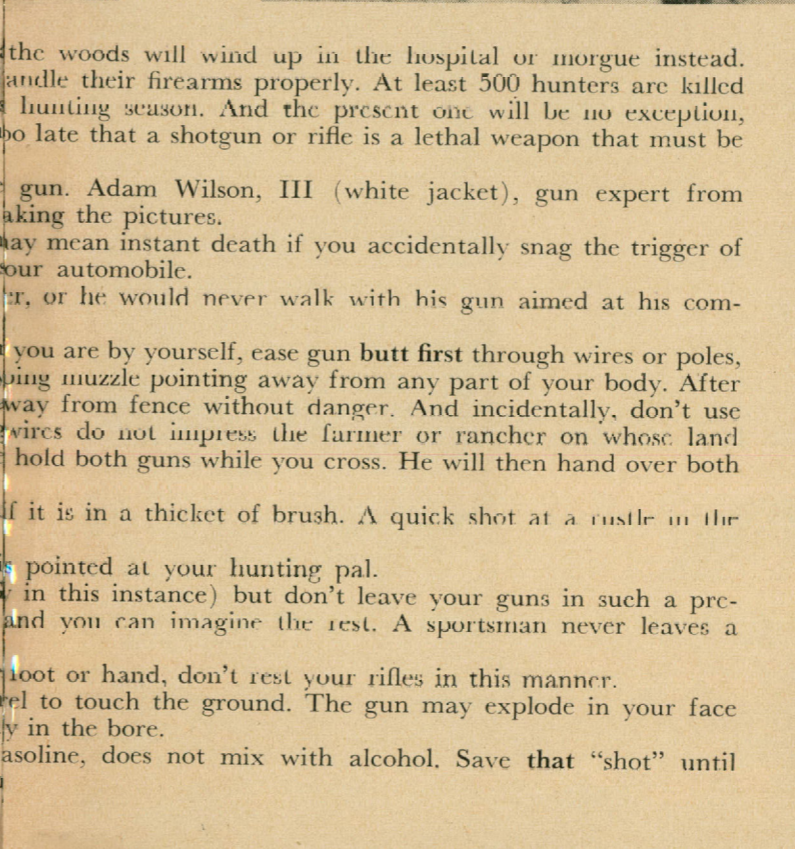 the woods will wind up in the hospital or morgue instead.
andle their firearms properly. At least 500 hunters are killed
hunting season. And the present one will be no exception,
oo late that a shotgun or rifle is a lethal weapon that must be
gun. Adam Wilson, III (white jacket), gun expert from
aking the pictures.
ay mean instant death if you accidentally snag the trigger of
our automobile.
er, or he would never walk with his gun aimed at his com-
you are by yourself, ease gun butt first through wires or poles,
ping muzzle pointing away from any part of your body. After
way from fence without danger. And incidentally, don't use
wires do not impress the farmer or rancher on whose land
hold both guns while you cross. He will then hand over both
if it is in a thicket of brush. A quick shot at a rustle in the
s pointed at your hunting pal.
in this instance) but don't leave your guns in such a pre-
and you can imagine the rest. A sportsman never leaves a
foot or hand, don't rest your rifles in this manner.
rel to touch the ground. The gun may explode in your face
y in the bore.
asoline, does not mix with alcohol. Save that “shot” until